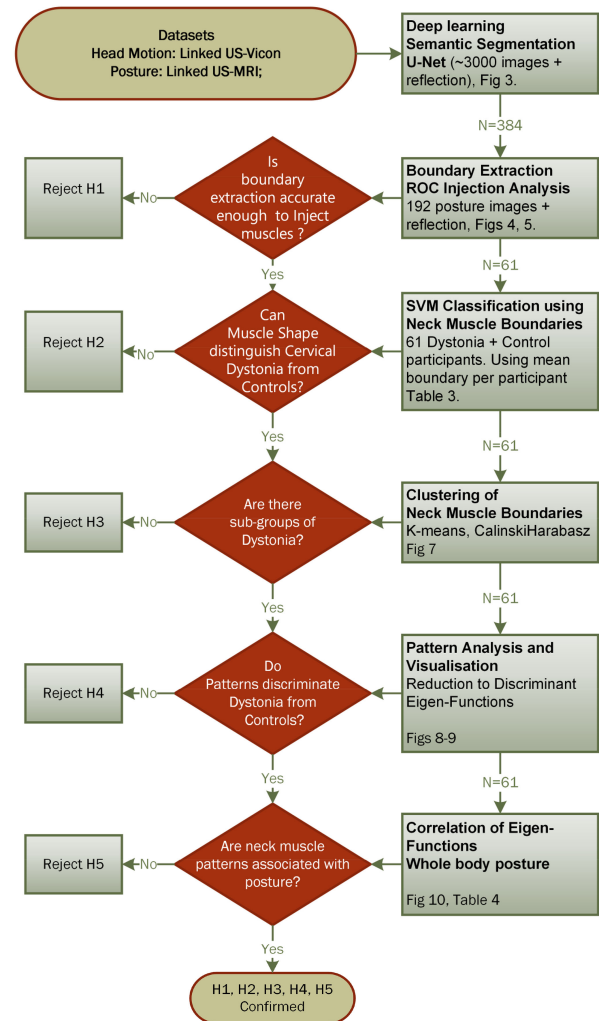 Datasets
Head Motion: Linked US-Vicon
Posture: Linked US-MRI;
Deep learning
Semantic Segmentation
U-Net (~3000 images +
reflection), Fig 3.
N=384
Reject H1
No
Is
boundary
extraction accurate
enough to Inject
muscles ?
Boundary Extraction
ROC Injection Analysis
192 posture images +
reflection, Figs 4, 5.
Yes
N=61
Reject H2
No
Can
Muscle Shape
distinguish Cervical
Dystonia from
Controls?
SVM Classification using
Neck Muscle Boundaries
61 Dystonia + Control
participants. Using mean
boundary per participant
Table 3.
Yes
N=61
Reject H3
No
Are there
sub-groups of
Dystonia?
Clustering of
Neck Muscle Boundaries
K-means, CalinskiHarabasz
Fig 7
Yes
N=61
Reject H4
No
Do
Patterns discriminate
Dystonia from
Controls?
Pattern Analysis and
Visualisation
Reduction to Discriminant
Eigen-Functions
Figs 8-9
Yes
N=61
Reject H5
No
Are neck muscle
patterns associated with
posture?
Correlation of Eigen-
Functions
Whole body posture
Fig 10, Table 4
Yes
H1, H2, H3, H4, H5
Confirmed